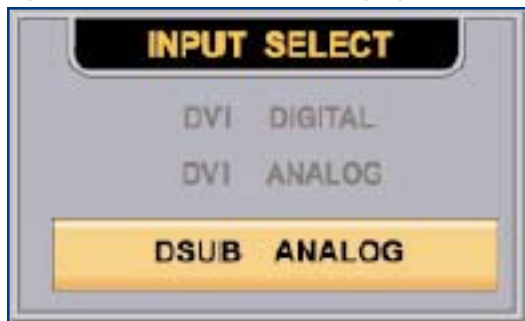 INPUT SELECT
DVI DIGITAL
DVI ANALOG
DSUB ANALOG